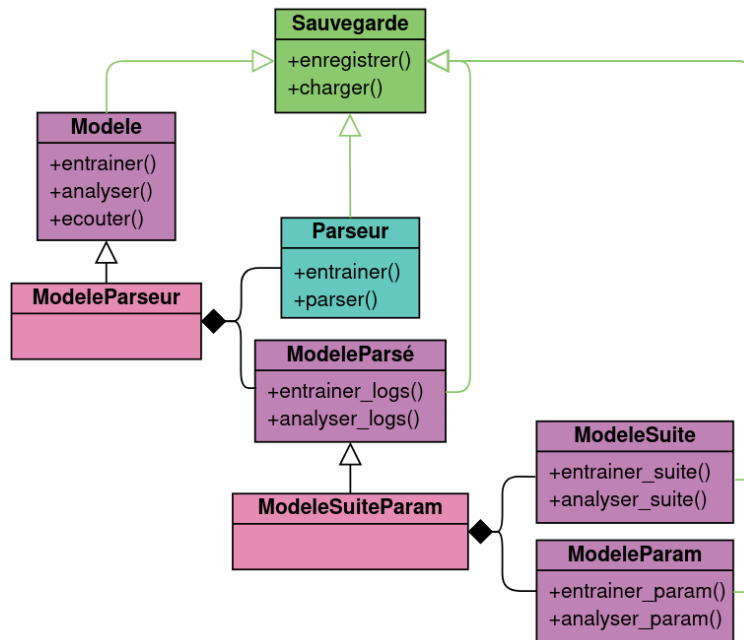 Sauvegarde
+enregistrer()
+charger()
Modele
+entrainer()
+analyser()
+ecouter()
Parseur
+entrainer()
+parser()
ModeleParseur
ModeleParsé
+entrainer_logs()
+analyser_logs()
ModeleSuite
+entrainer_suite()
+analyser_suite()
ModeleSuiteParam
ModeleParam
+entrainer_param()
+analyser_param()